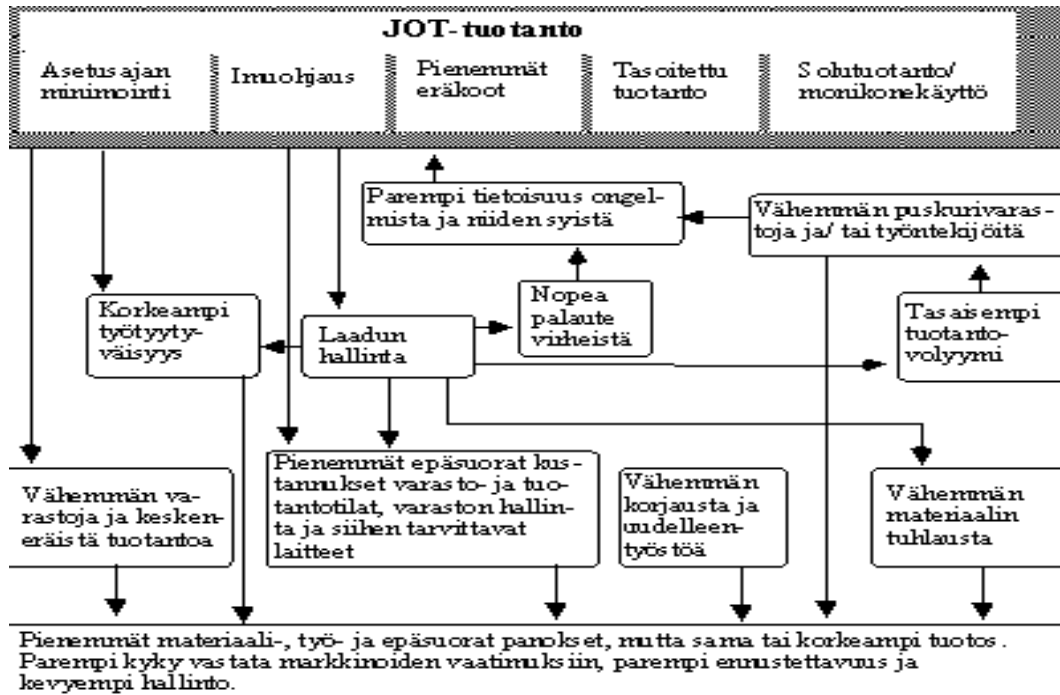 JOT-tuotanto
Asetusajan
minimointi
Imuohjaus
Pienemmät
eräkoot
Tasoitettu
tuotanto
Solutuotanto/
monikonekäyttö
Parempi tietoisuus ongel-
mista ja niiden syistä
Vähemmän puskurivaras-
toja ja/ tai työntekijöitä
Korkeampi
työtyyty-
väisyys
Laadun
hallinta
Nopea
palaute
virheistä
Tasaisempi
tuotanto-
volyymi
Vähemmän va-
rastoja ja kesken-
eräistä tuotantoa
Pienemmät epäsuorat kus-
tannukset varasto- ja tuo-
tantotilat, varaston hallin-
ta ja siihen tarvittavat
laitteet
Vähemmän
korjausta ja
uudelleen-
työstöä
Vähemmän
materiaalin
tuhlausta
Pienemmät materiaali-, työ- ja epäsuorat panokset, mutta sama tai korkeampi tuotos.
Parempi kyky vastata markkinoiden vaatimuksiin, parempi ennustettavuus ja
kevyempi hallinto.